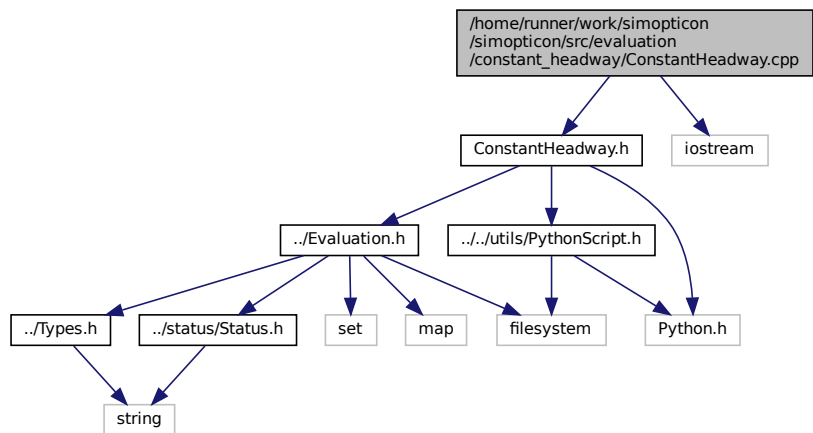 /home/runner/work/simopticon
/simopticon/src/evaluation
/constant_headway/ConstantHeadway.cpp
ConstantHeadway.h
iostream
../Evaluation.h
../../utils/PythonScript.h
../Types.h
../status/Status.h
set
map
filesystem
Python.h
string